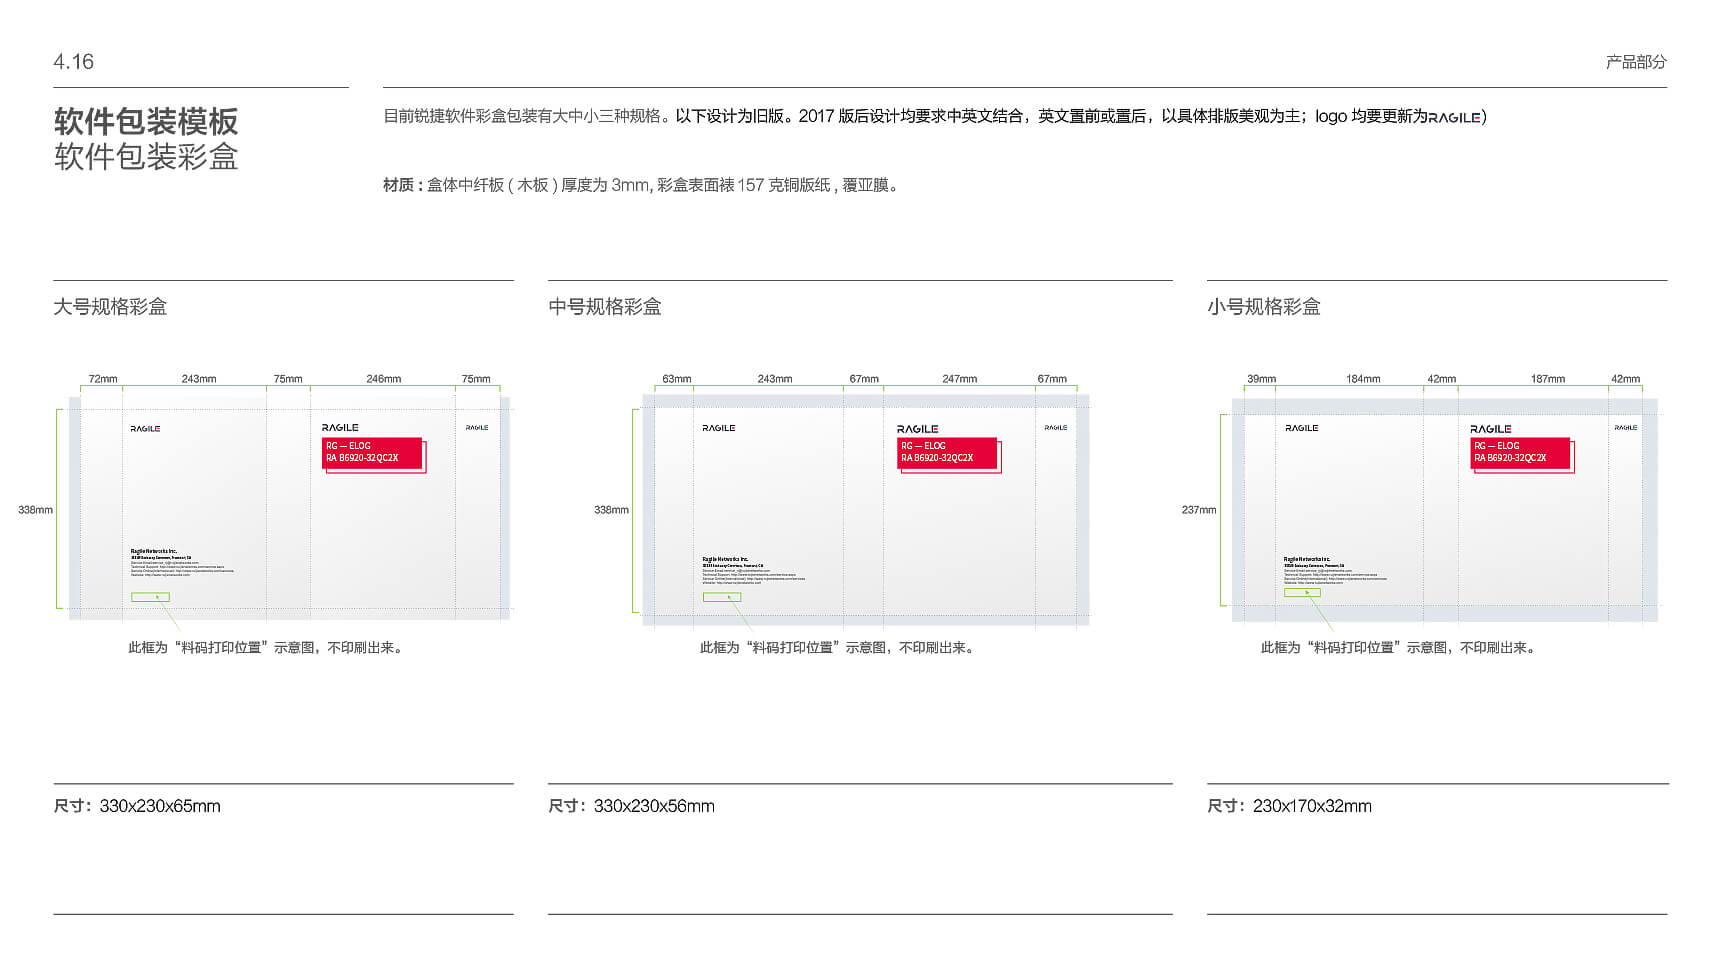 4.16
产品部分
软件包装模板
软件包装彩盒
目前锐捷软件彩盒包装有大中小三种规格。以下设计为旧版。2017 版后设计均要求中英文结合，英文置前或置后，以具体排版美观为主；logo 均要更新为RAGILE)
材质 : 盒体中纤板 ( 木板 ) 厚度为 3mm, 彩盒表面裱 157 克铜版纸 , 覆亚膜。
大号规格彩盒
72mm 243mm 75mm 246mm 75mm
338mm
RAGILE RAGILE RAGILE
RG — ELOG
RA B6920-32QC2X
Ragile Networks Inc.
此框为“料码打印位置”示意图，不印刷出来。
尺寸：330x230x65mm
中号规格彩盒
63mm 243mm 67mm 247mm 67mm
338mm
RAGILE RAGILE RAGILE
RG — ELOG
RA B6920-32QC2X
Ragile Networks Inc.
此框为“料码打印位置”示意图，不印刷出来。
尺寸：330x230x56mm
小号规格彩盒
39mm 184mm 42mm 187mm 42mm
237mm
RAGILE RAGILE RAGILE
RG — ELOG
RA B6920-32QC2X
Ragile Networks Inc.
此框为“料码打印位置”示意图，不印刷出来。
尺寸：230x170x32mm